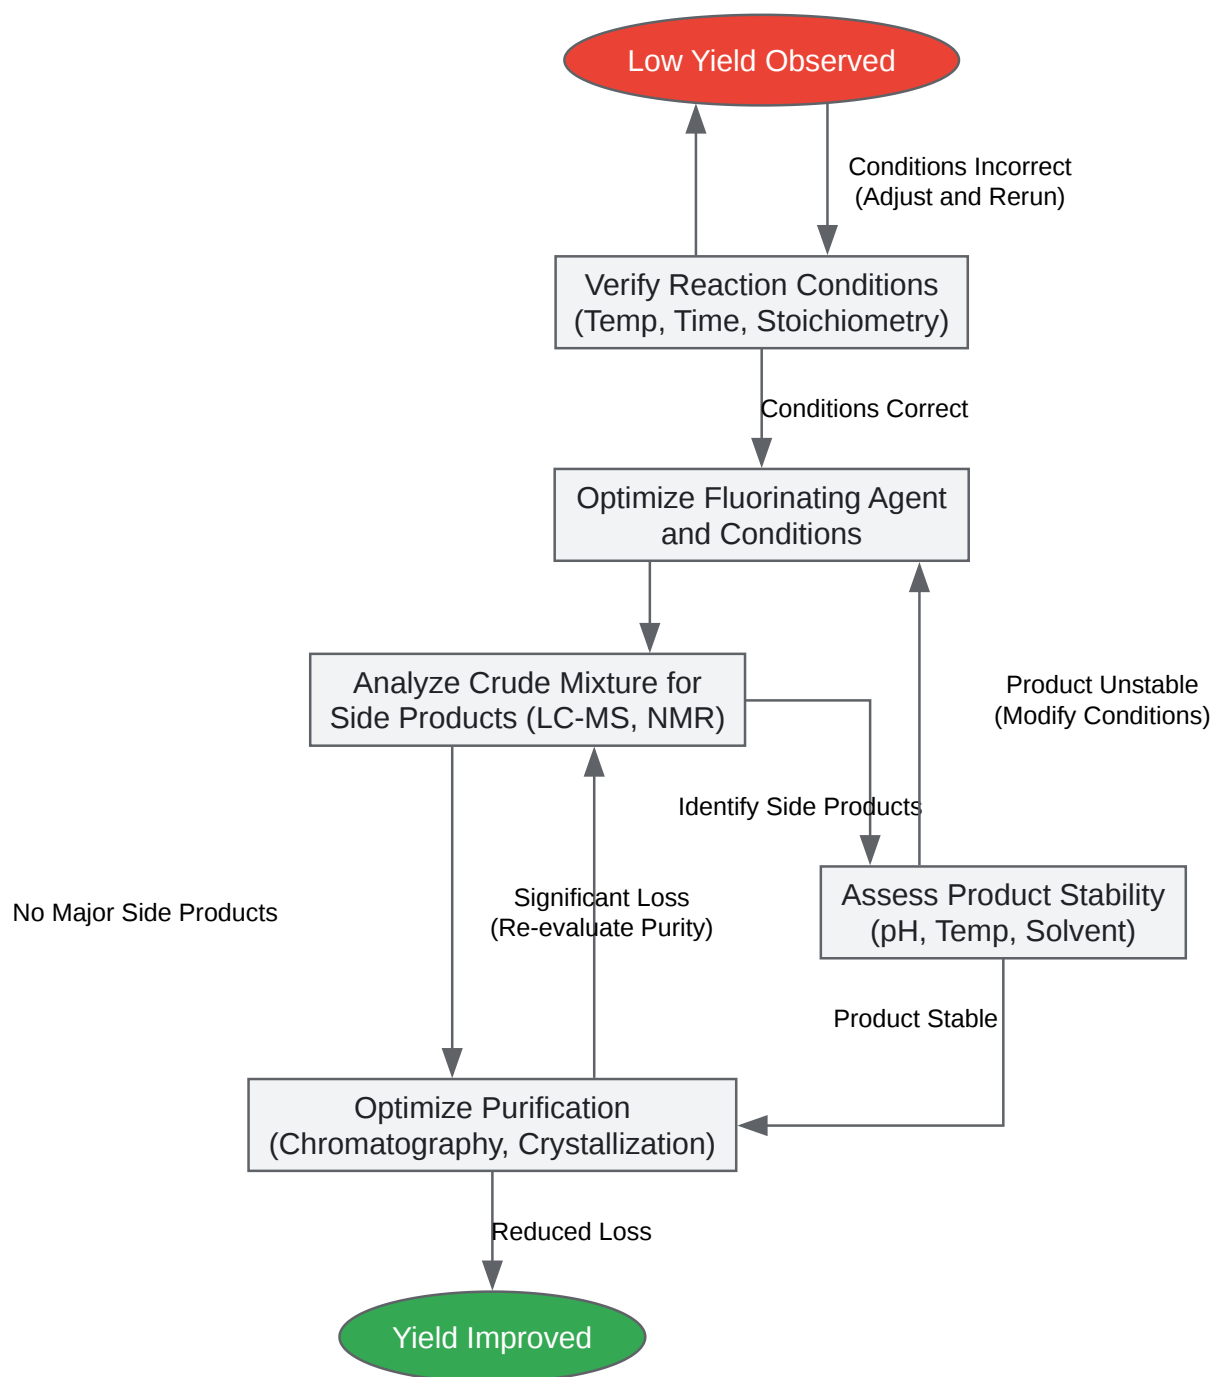 Low Yield Observed
Conditions Incorrect
(Adjust and Rerun)
Verify Reaction Conditions
(Temp, Time, Stoichiometry)
Conditions Correct
Optimize Fluorinating Agent
and Conditions
Analyze Crude Mixture for
Side Products (LC-MS, NMR)
Product Unstable
(Modify Conditions)
Identify Side Products
No Major Side Products
Significant Loss
(Re-evaluate Purity)
Assess Product Stability
(pH, Temp, Solvent)
Product Stable
Optimize Purification
(Chromatography, Crystallization)
Reduced Loss
Yield Improved